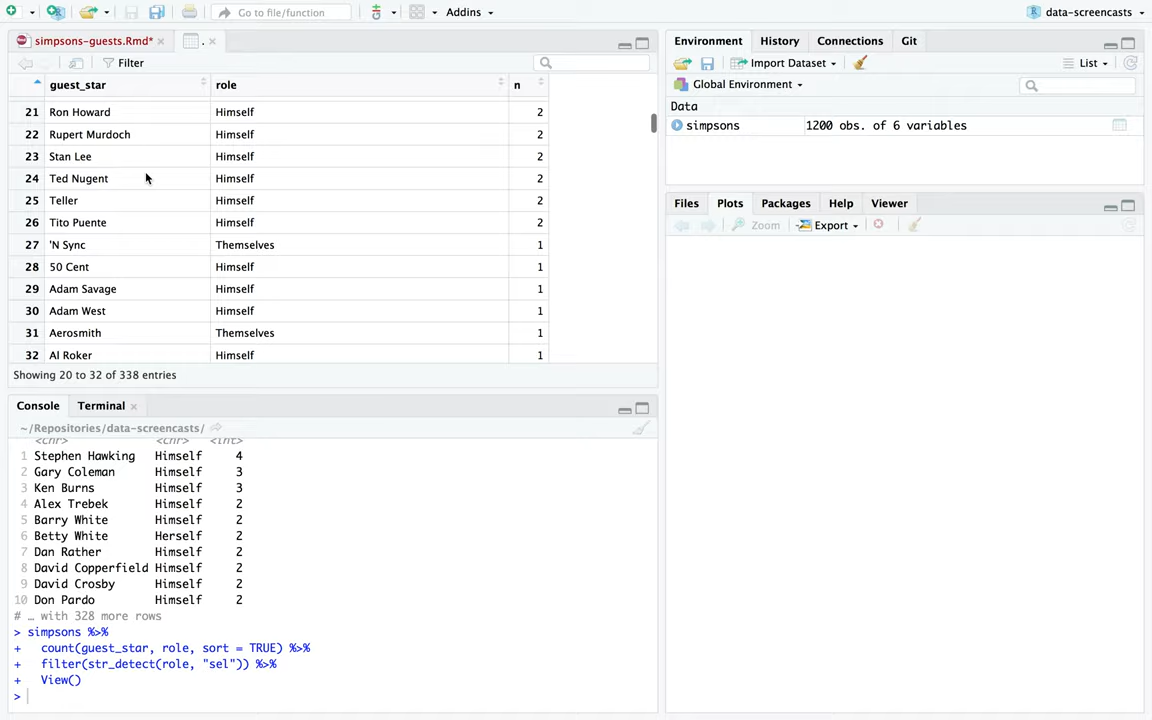 Go to file/function
Addins
data-screencasts
simpsons-guests.Rmd*
.
Filter
guest_star role n
21 Ron Howard Himself 2
22 Rupert Murdoch Himself 2
23 Stan Lee Himself 2
24 Ted Nugent Himself 2
25 Teller Himself 2
26 Tito Puente Himself 2
27 'N Sync Themselves 1
28 50 Cent Himself 1
29 Adam Savage Himself 1
30 Adam West Himself 1
31 Aerosmith Themselves 1
32 Al Roker Himself 1
Showing 20 to 32 of 338 entries
Console Terminal
~/Repositories/data-screencasts/
<chr> <chr> <int>
1 Stephen Hawking Himself 4
2 Gary Coleman Himself 3
3 Ken Burns Himself 3
4 Alex Trebek Himself 2
5 Barry White Himself 2
6 Betty White Herself 2
7 Dan Rather Himself 2
8 David Copperfield Himself 2
9 David Crosby Himself 2
10 Don Pardo Himself 2
# … with 328 more rows
> simpsons %>%
+ count(guest_star, role, sort = TRUE) %>%
+ filter(str_detect(role, "sel")) %>%
+ View()
>
Environment History Connections Git
Import Dataset List
Global Environment
Data
simpsons 1200 obs. of 6 variables
Files Plots Packages Help Viewer
Zoom Export